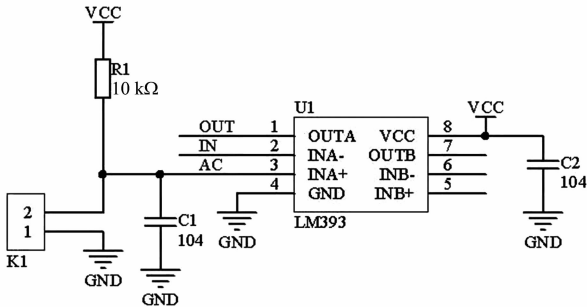 VCC
R1
10 kΩ
U1
VCC
OUT 1 OUTA VCC 8
IN 2 INA- OUTB 7
AC 3 INA+ INB- 6
4 GND INB+ 5
C2
104
2
1
C1
104
GND
LM393
GND
K1
GND
GND